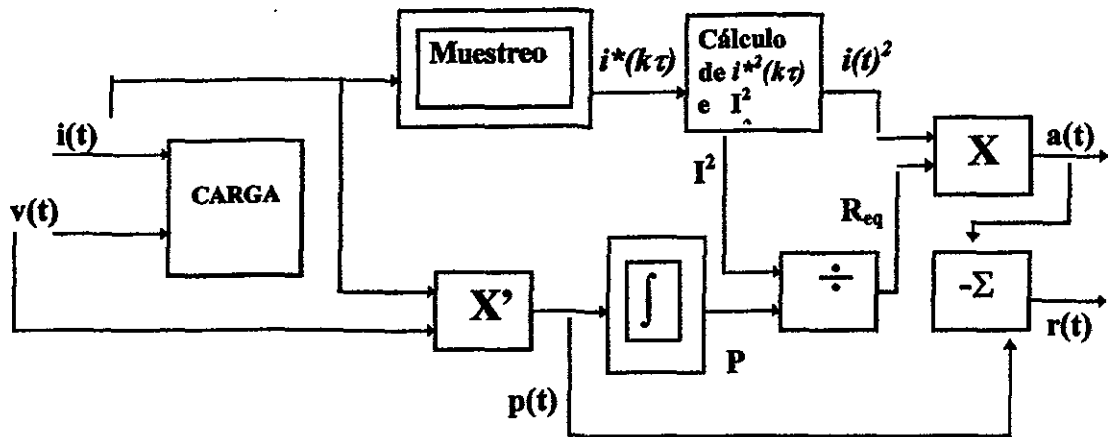 Muestreo
i*(kτ)
Cálculo
de i*²(kτ)
e I²
i(t)²
X
a(t)
i(t)
CARGA
v(t)
I²
R_eq
÷
-Σ
r(t)
X'
∫
P
p(t)